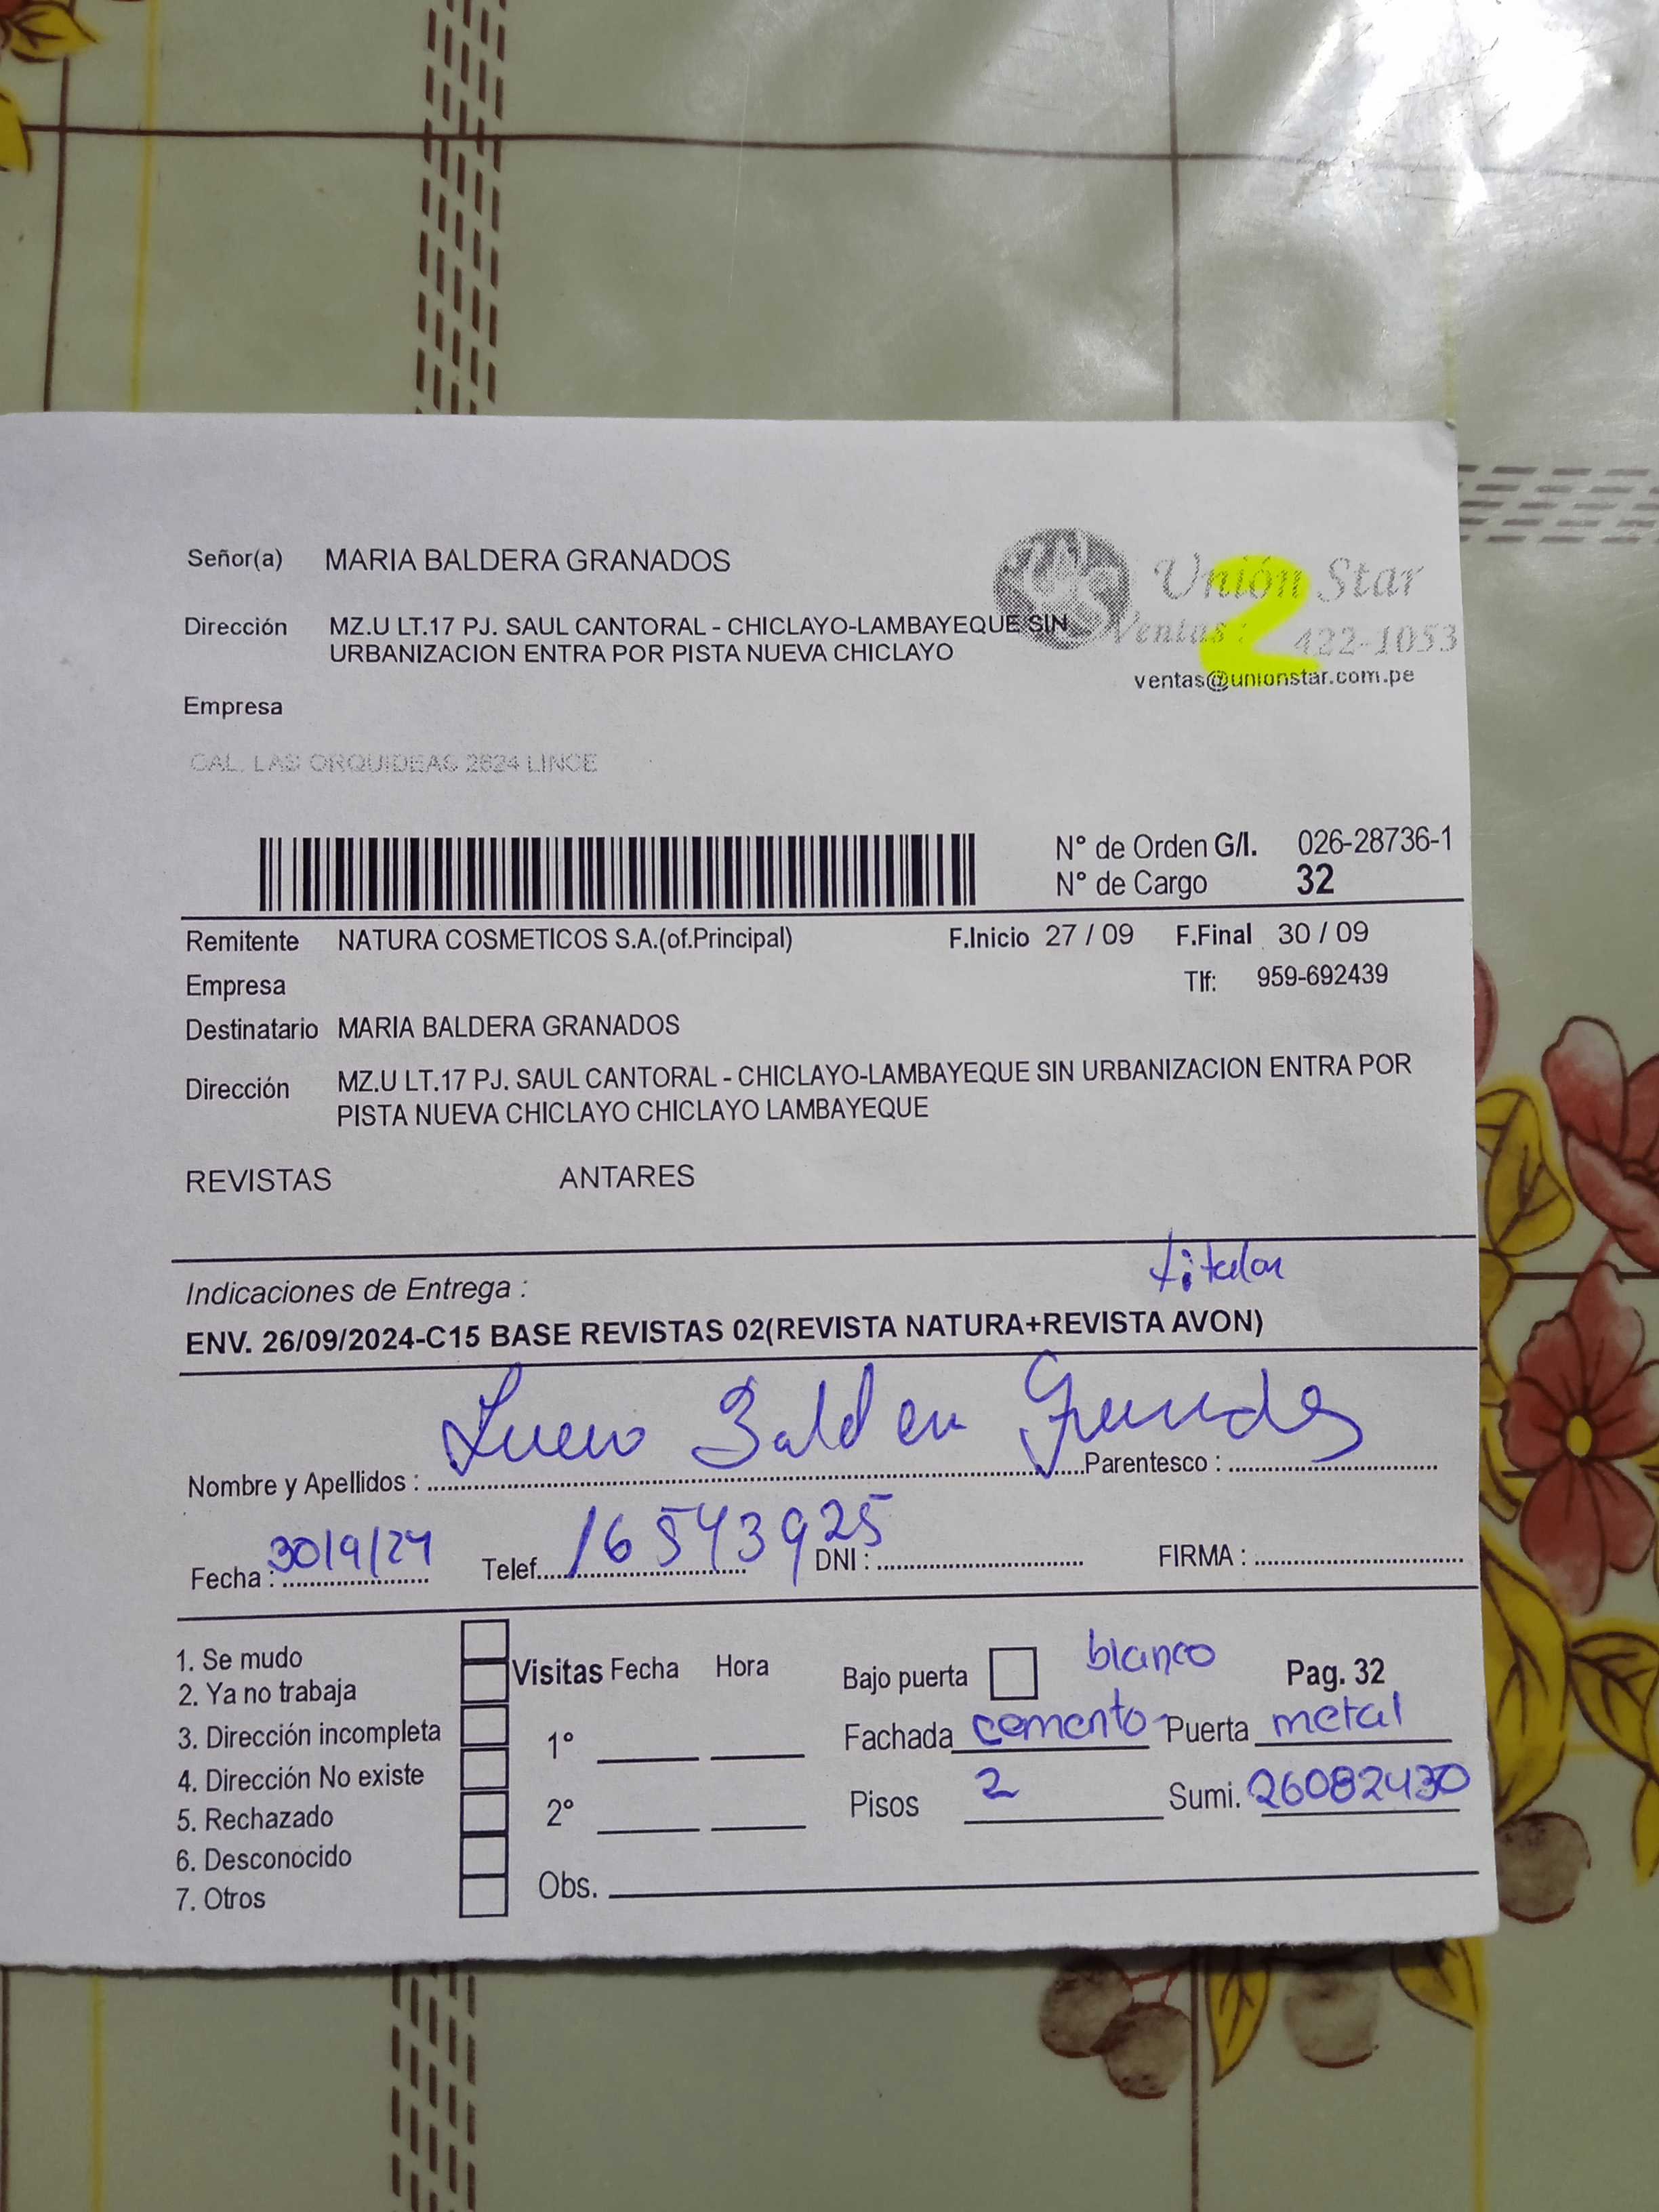 Señor(a) MARIA BALDERA GRANADOS
Unión Star
Dirección MZ.U LT.17 PJ. SAUL CANTORAL - CHICLAYO-LAMBAYEQUE SIN
URBANIZACION ENTRA POR PISTA NUEVA CHICLAYO
Ventas: 422-1053
2
ventas@unionstar.com.pe
Empresa
CAL. LAS ORQUIDEAS 2624 LINCE
N° de Orden G/I. 026-28736-1
N° de Cargo 32
Remitente NATURA COSMETICOS S.A.(of.Principal) F.Inicio 27 / 09 F.Final 30 / 09
Empresa Tlf: 959-692439
Destinatario MARIA BALDERA GRANADOS
Dirección MZ.U LT.17 PJ. SAUL CANTORAL - CHICLAYO-LAMBAYEQUE SIN URBANIZACION ENTRA POR
PISTA NUEVA CHICLAYO CHICLAYO LAMBAYEQUE
REVISTAS ANTARES
titular
Indicaciones de Entrega :
ENV. 26/09/2024-C15 BASE REVISTAS 02(REVISTA NATURA+REVISTA AVON)
Nombre y Apellidos : Parentesco :
Fecha : 30/9/24 Telef. 16543925 DNI : FIRMA :
1. Se mudo
2. Ya no trabaja
3. Dirección incompleta
4. Dirección No existe
5. Rechazado
6. Desconocido
7. Otros
Visitas Fecha Hora
1°
2°
Obs.
Bajo puerta blanco Pag. 32
Fachada cemento Puerta metal
Pisos 2 Sumi. 26082430